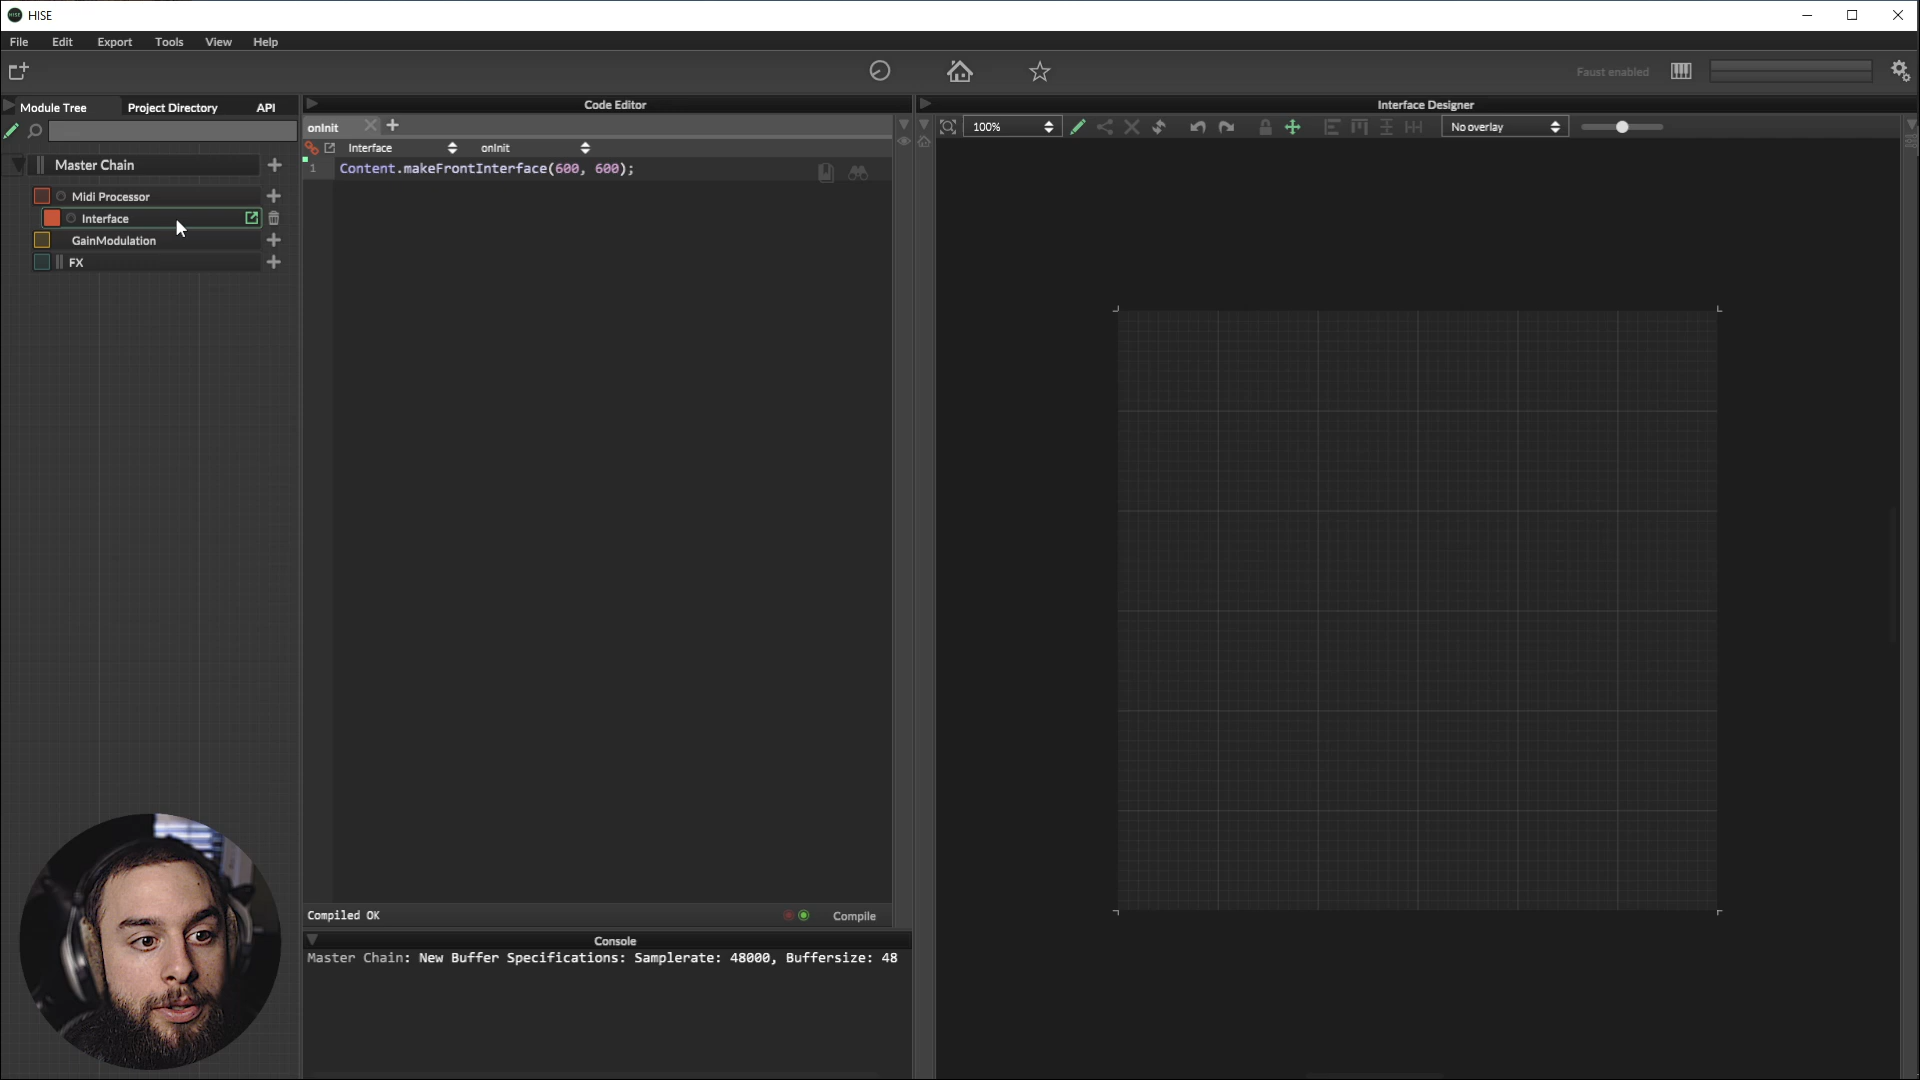 HISE
File Edit Export Tools View Help
Faust enabled
Module Tree Project Directory API
Master Chain
Midi Processor
Interface
GainModulation
FX
Code Editor
onInit
Interface onInit
1 Content.makeFrontInterface(600, 600);
Compiled OK Compile
Console
Master Chain: New Buffer Specifications: Samplerate: 48000, Buffersize: 48
Interface Designer
100% No overlay